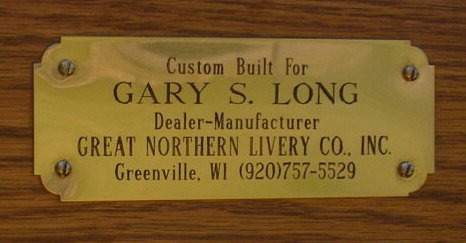 Custom Built For
GARY S. LONG
Dealer-Manufacturer
GREAT NORTHERN LIVERY CO., INC.
Greenville, WI (920)757-5529